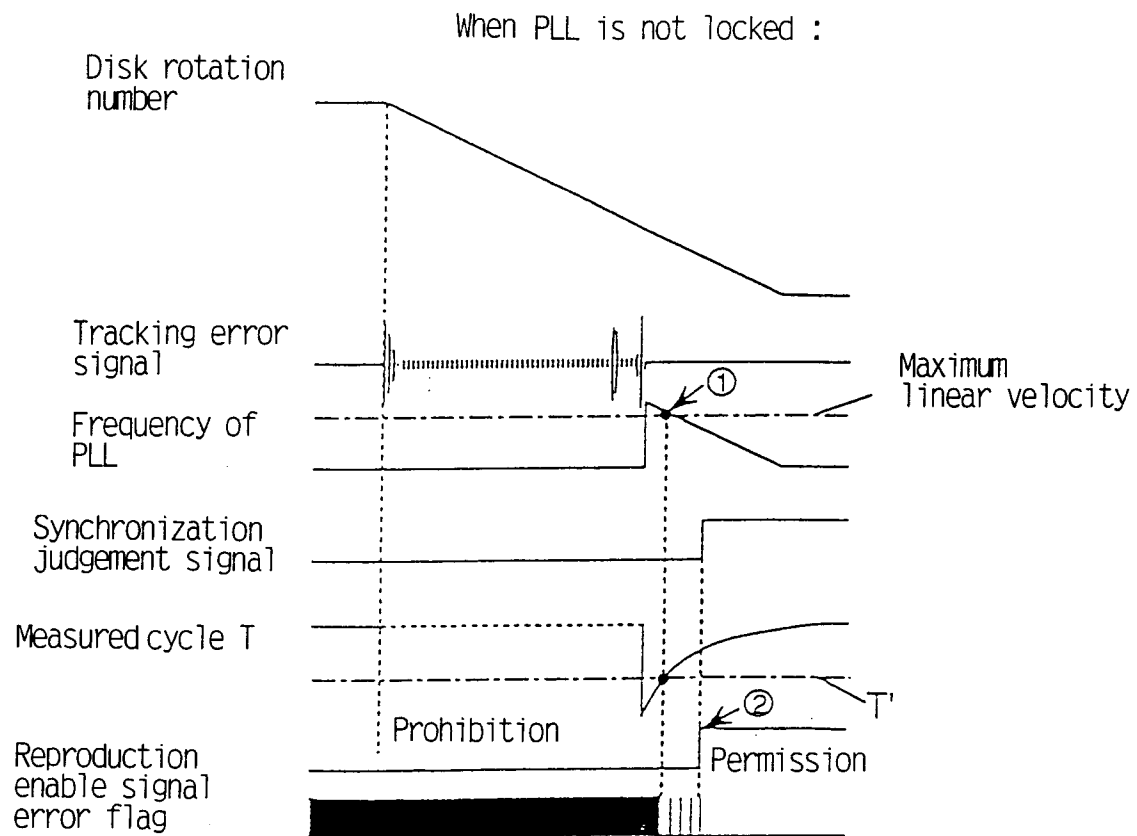 When PLL is not locked :
Disk rotation
number
Tracking error
signal
①
Maximum
linear velocity
Frequency of
PLL
Synchronization
judgement signal
Measured cycle T
T'
②
Prohibition
Permission
Reproduction
enable signal
error flag